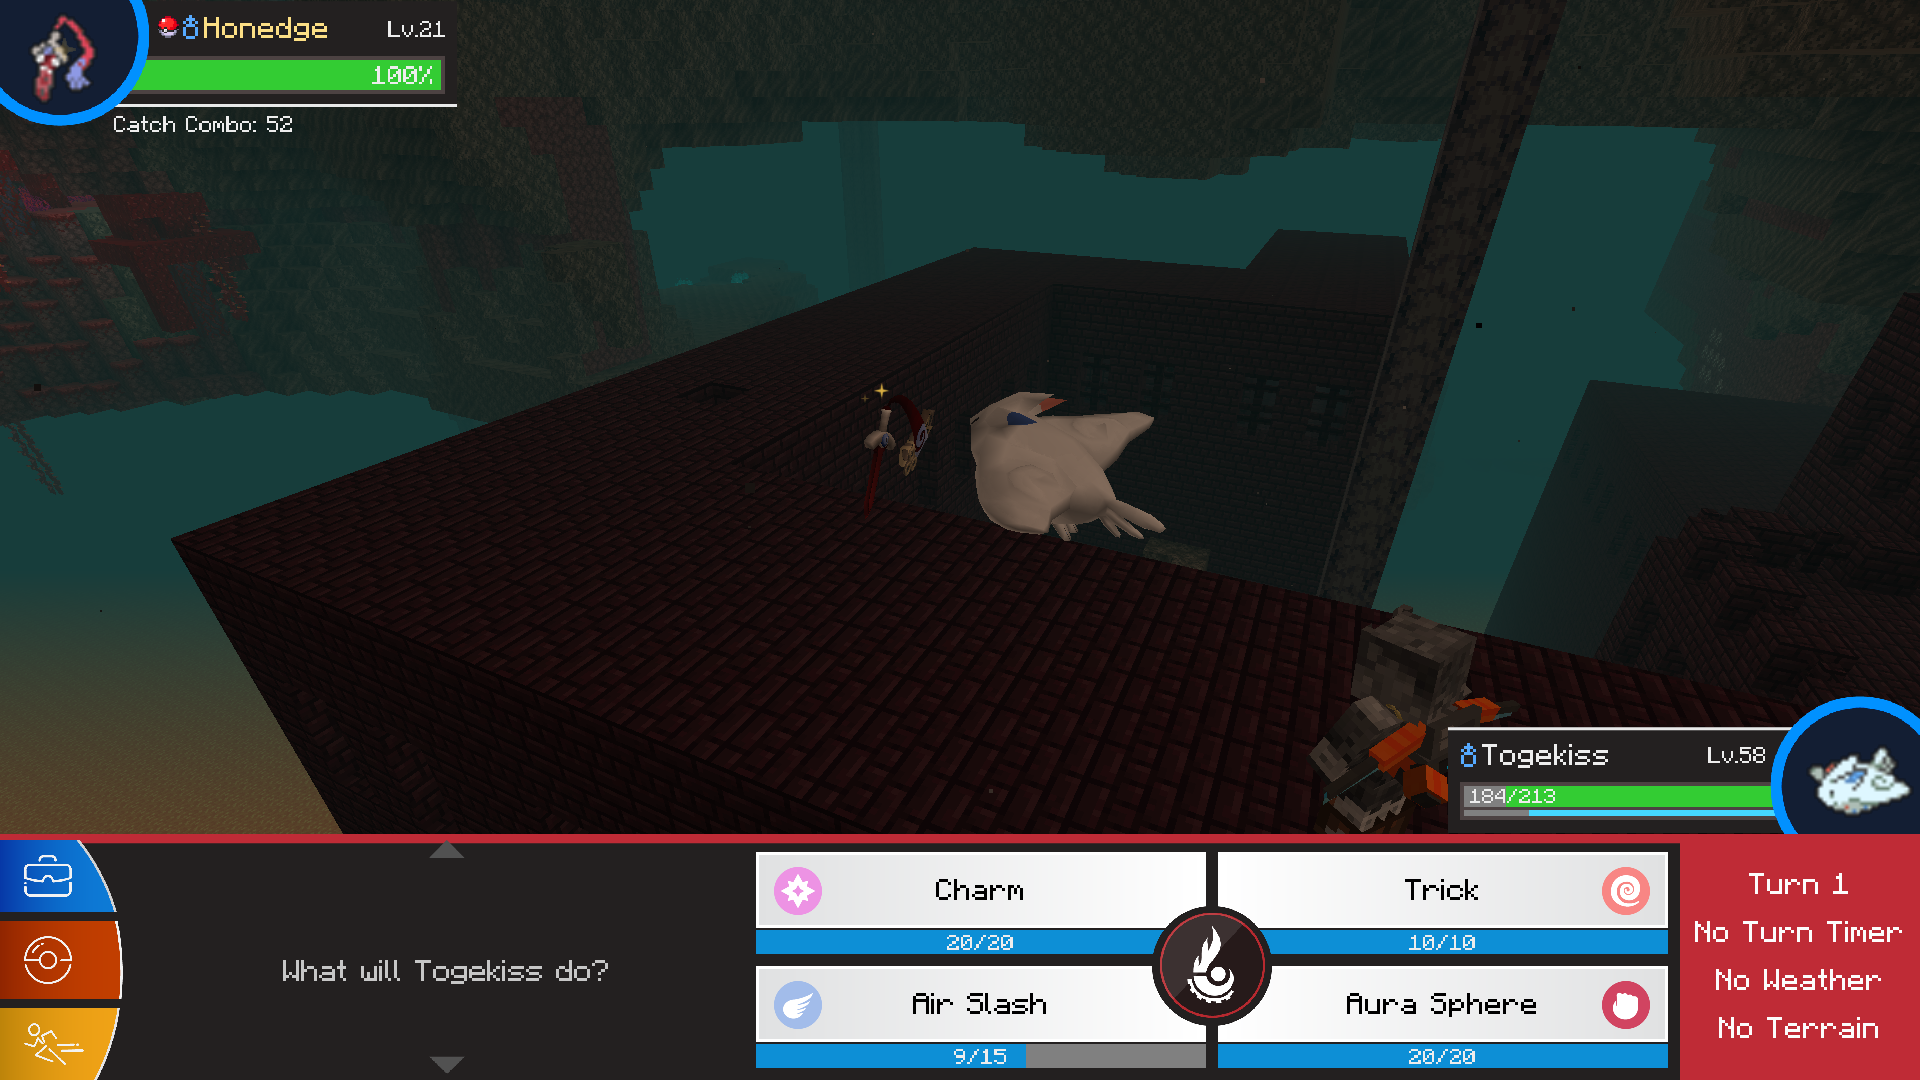 Honedge Lv.21
100%
Catch Combo: 52
Togekiss Lv.58
184/213
What will Togekiss do?
Charm
20/20
Trick
10/10
Air Slash
9/15
Aura Sphere
20/20
Turn 1
No Turn Timer
No Weather
No Terrain